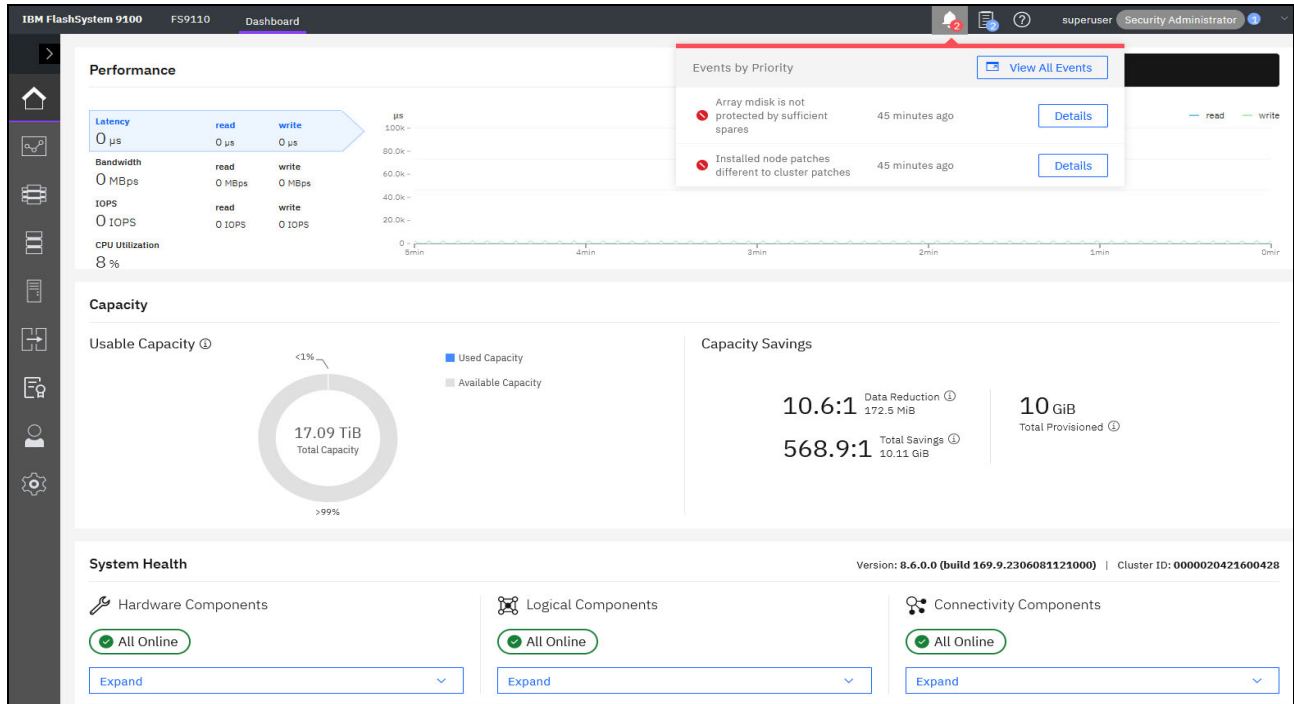 IBM FlashSystem 9100 FS9110 Dashboard
2 2 ? superuser Security Administrator 1
Performance
Events by Priority View All Events
Array mdisk is not
protected by sufficient
spares
45 minutes ago Details
Installed node patches
different to cluster patches
45 minutes ago Details
Latency read write
0 µs 0 µs 0 µs
Bandwidth read write
0 MBps 0 MBps 0 MBps
IOPS read write
0 IOPS 0 IOPS 0 IOPS
CPU Utilization
8 %
µs
100k
80.0k
60.0k
40.0k
20.0k
0
5min 4min 3min 2min 1min 0min
read write
Capacity
Usable Capacity
<1%
17.09 TiB
Total Capacity
>99%
Used Capacity
Available Capacity
Capacity Savings
10.6:1 Data Reduction
172.5 MiB
568.9:1 Total Savings
10.11 GiB
10 GiB
Total Provisioned
System Health
Version: 8.6.0.0 (build 169.9.2306081121000) | Cluster ID: 0000020421600428
Hardware Components
All Online
Expand
Logical Components
All Online
Expand
Connectivity Components
All Online
Expand